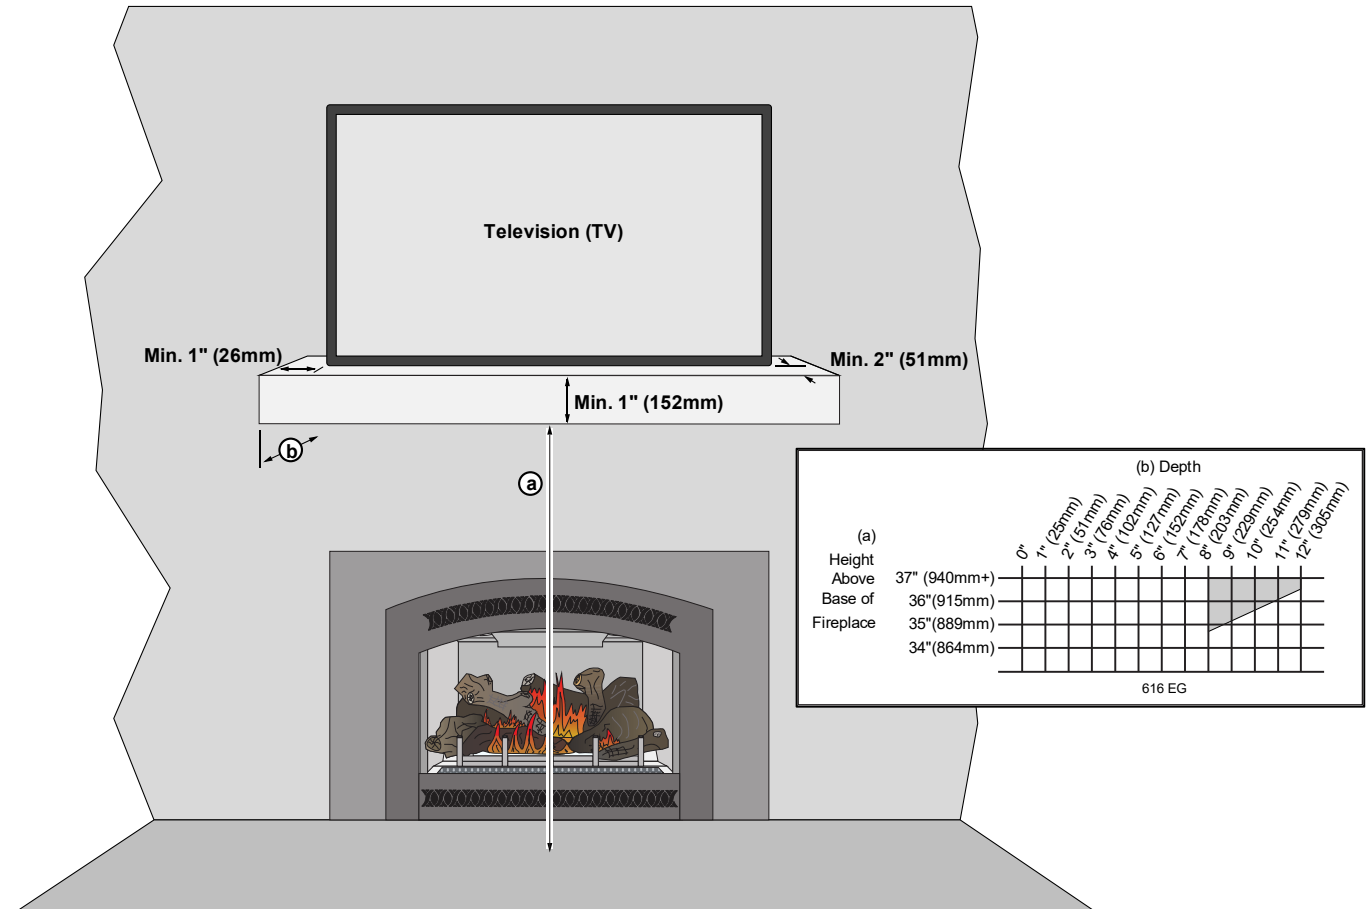 Television (TV)
Min. 1" (26mm)
Min. 2" (51mm)
Min. 1" (152mm)
b
a
(b) Depth
0"
1" (25mm)
2" (51mm)
3" (76mm)
4" (102mm)
5" (127mm)
6" (152mm)
7" (178mm)
8" (203mm)
9" (229mm)
10" (254mm)
11" (279mm)
12" (305mm)
(a)
Height
Above
Base of
Fireplace
37" (940mm+)
36"(915mm)
35"(889mm)
34"(864mm)
616 EG